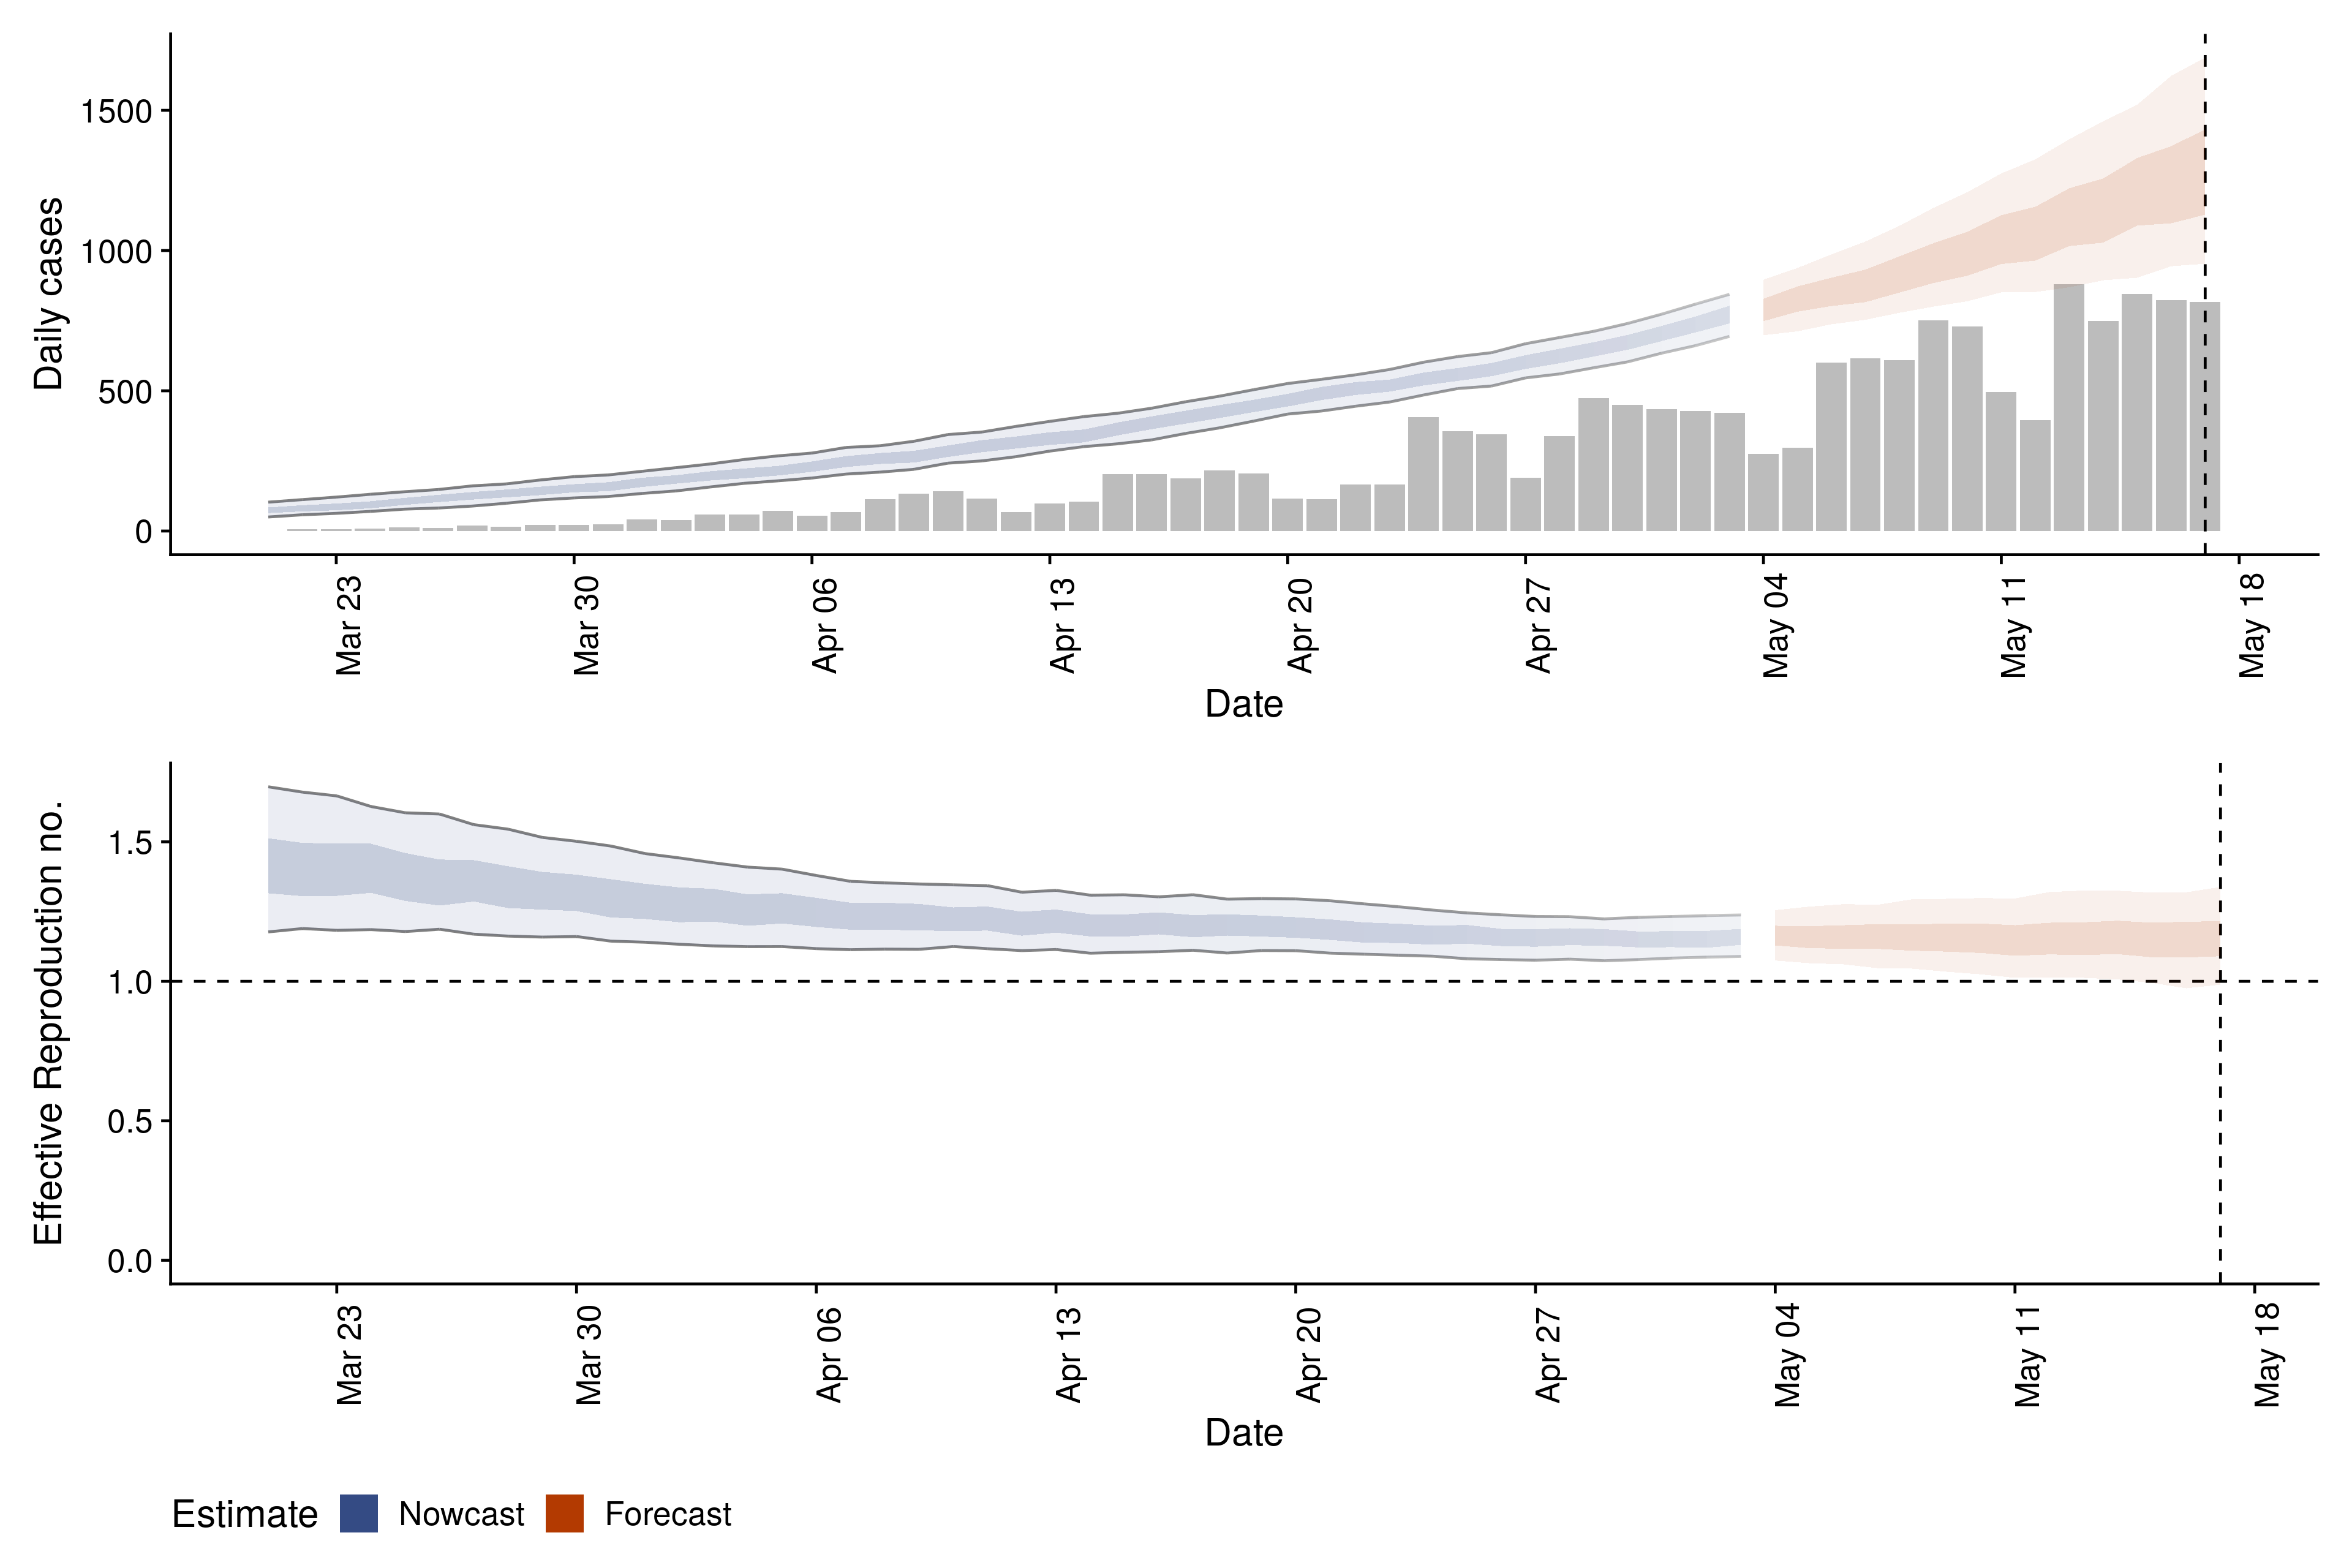 Daily cases
1500
1000
500
0
Mar 23
Mar 30
Apr 06
Apr 13
Apr 20
Apr 27
May 04
May 11
May 18
Date
Effective Reproduction no.
1.5
1.0
0.5
0.0
Mar 23
Mar 30
Apr 06
Apr 13
Apr 20
Apr 27
May 04
May 11
May 18
Date
Estimate Nowcast Forecast